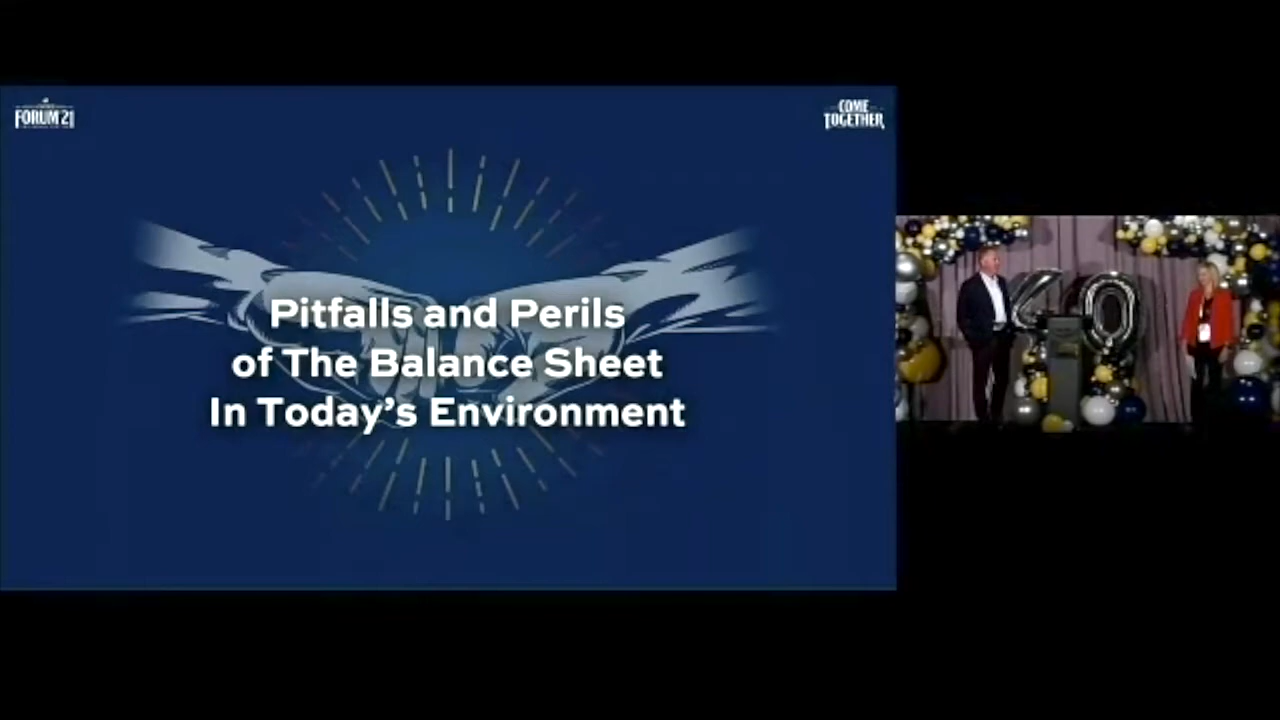 FORUM 21
COME
TOGETHER
Pitfalls and Perils
of The Balance Sheet
In Today’s Environment
40